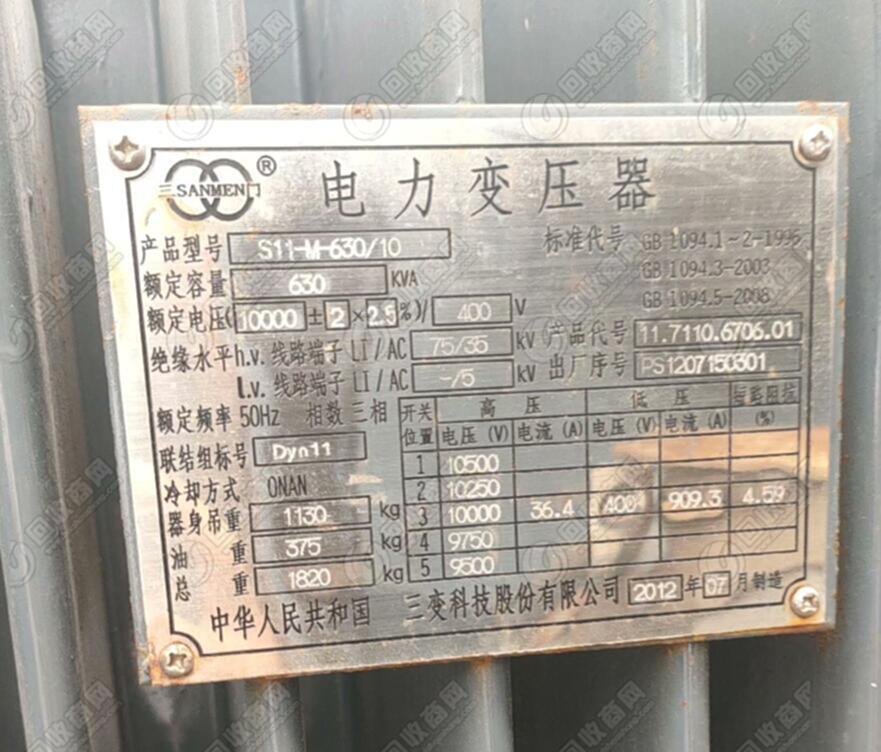 三 SANMEN 门 ® 电力变压器
产品型号 S11-M-630/10 标准代号 GB 1094.1~2-1996
额定容量 630 KVA GB 1094.3-2003
GB 1094.5-2008
额定电压(10000 ± 2 × 2.5 %)/ 400 V
产品代号 11.7110.6706.01
绝缘水平 h.v. 线路端子 LI/AC 75/35 kV
出厂序号 PS1207150301
l.v. 线路端子 LI/AC -/5 kV
额定频率 50Hz 相数 三相
联结组标号 Dyn11
冷却方式 ONAN
器身吊重 1130 kg
油重 375 kg
总重 1820 kg
开关位置 高压 低压 短路阻抗(%)
电压 (V) 电流 (A) 电压 (V) 电流 (A)
1 10500
2 10250
3 10000 36.4 400 909.3 4.59
4 9750
5 9500
中华人民共和国 三变科技股份有限公司 2012 年 07 月制造
回收商网